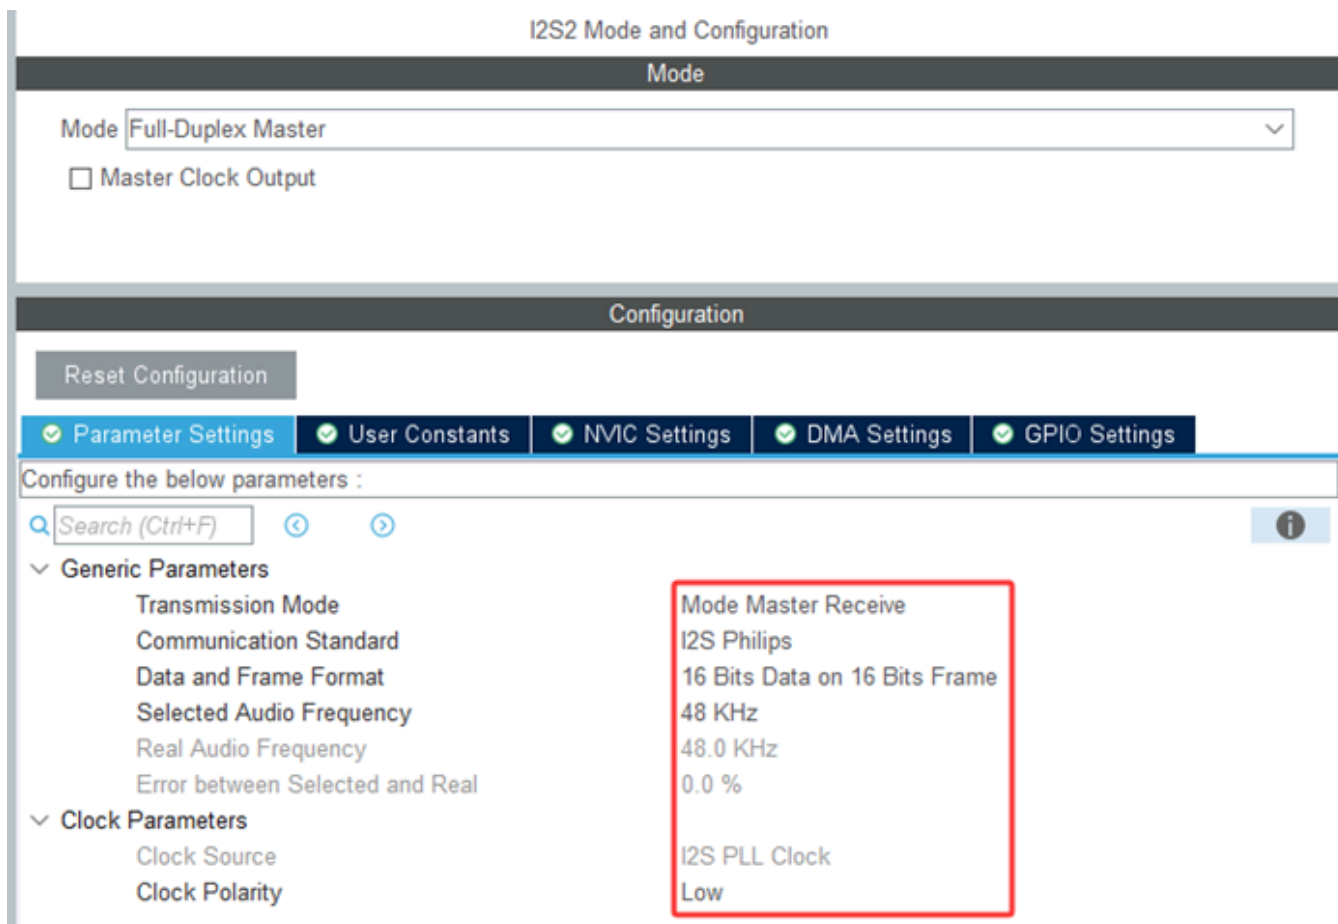 I2S2 Mode and Configuration
Mode
Mode Full-Duplex Master
Master Clock Output
Configuration
Reset Configuration
Parameter Settings User Constants NVIC Settings DMA Settings GPIO Settings
Configure the below parameters :
Search (Ctrl+F)
Generic Parameters
Transmission Mode Mode Master Receive
Communication Standard I2S Philips
Data and Frame Format 16 Bits Data on 16 Bits Frame
Selected Audio Frequency 48 KHz
Real Audio Frequency 48.0 KHz
Error between Selected and Real 0.0 %
Clock Parameters
Clock Source I2S PLL Clock
Clock Polarity Low